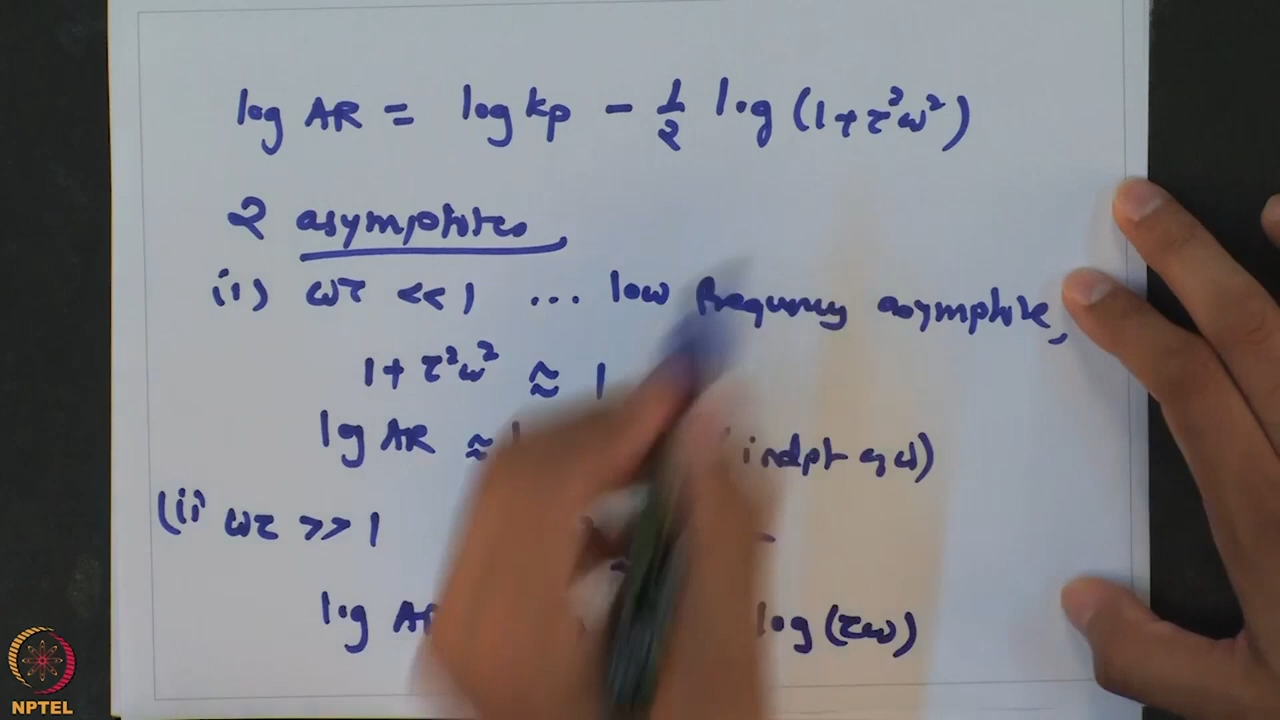 log AR = log kp - 1/2 log (1+τ²ω²)
2 asymptotes
(i) ωτ << 1 ... low frequency asymptote,
1+ τ²ω² ≈ 1
log AR ≈ indpt ω)
(ii) ωτ >> 1
log AR log (τω)
NPTEL